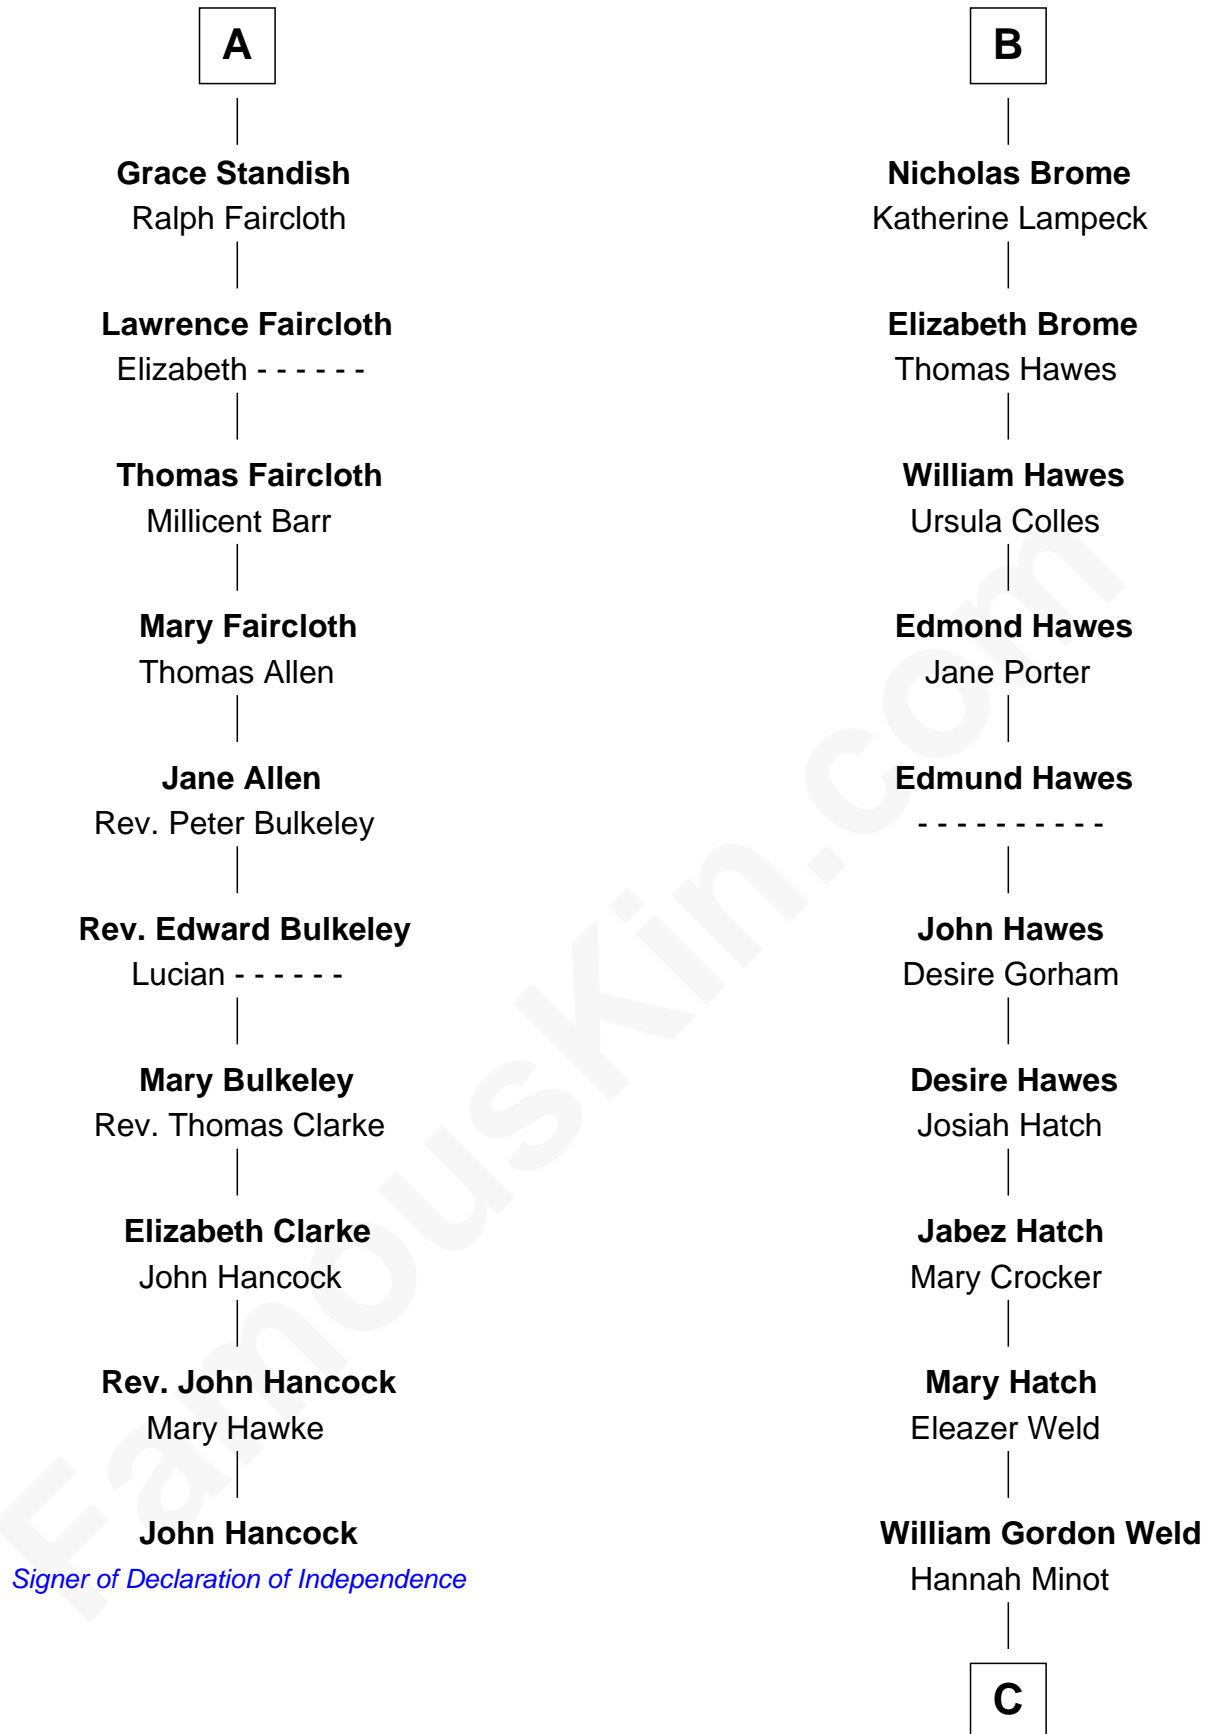 A
Grace Standish
Ralph Faircloth
Lawrence Faircloth
Elizabeth - - - - - -
Thomas Faircloth
Millicent Barr
Mary Faircloth
Thomas Allen
Jane Allen
Rev. Peter Bulkeley
Rev. Edward Bulkeley
Lucian - - - - - -
Mary Bulkeley
Rev. Thomas Clarke
Elizabeth Clarke
John Hancock
Rev. John Hancock
Mary Hawke
John Hancock
Signer of Declaration of Independence
B
Nicholas Brome
Katherine Lampeck
Elizabeth Brome
Thomas Hawes
William Hawes
Ursula Colles
Edmond Hawes
Jane Porter
Edmund Hawes
- - - - - - - - - -
John Hawes
Desire Gorham
Desire Hawes
Josiah Hatch
Jabez Hatch
Mary Crocker
Mary Hatch
Eleazer Weld
William Gordon Weld
Hannah Minot
C
FamousKin.com